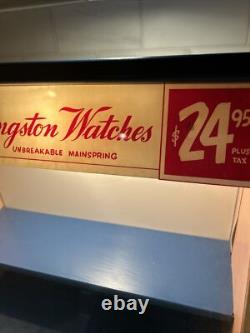 ngston Watches
UNBREAKABLE MAINSPRING
$24.95
PLUS
TAX